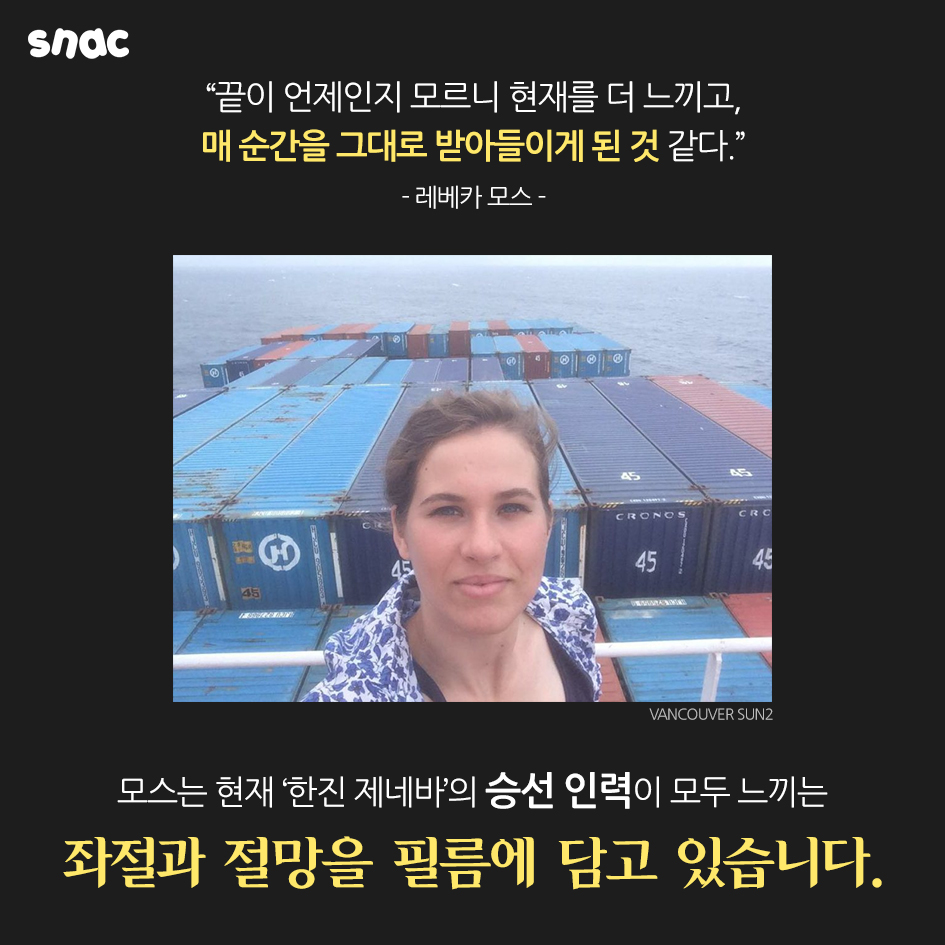 snac
“끝이 언제인지 모르니 현재를 더 느끼고,
매 순간을 그대로 받아들이게 된 것 같다.”
- 레베카 모스 -
45
45
CRONOS
CRC
45
45
45
45
VANCOUVER SUN2
모스는 현재 ‘한진 제네바’의 승선 인력이 모두 느끼는
좌절과 절망을 필름에 담고 있습니다.